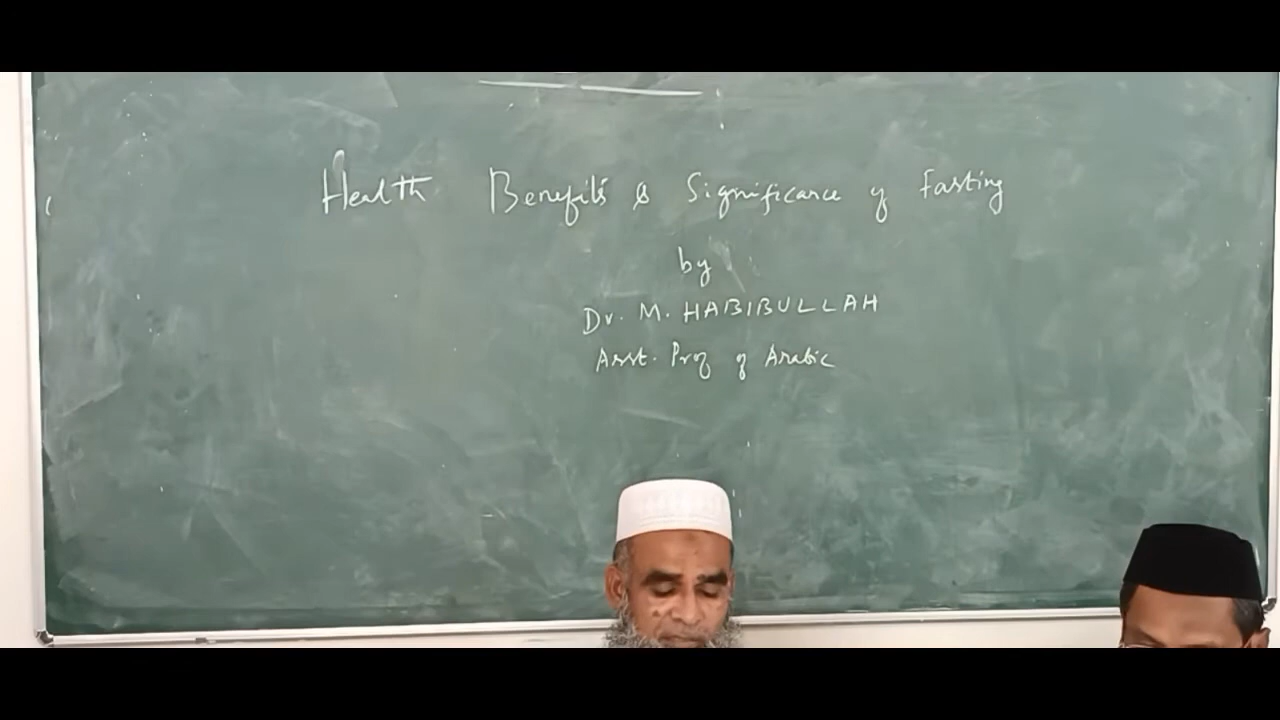 Health Benefits & Significance of Fasting
by
Dr. M. HABIBULLAH
Asst. Prof of Arabic